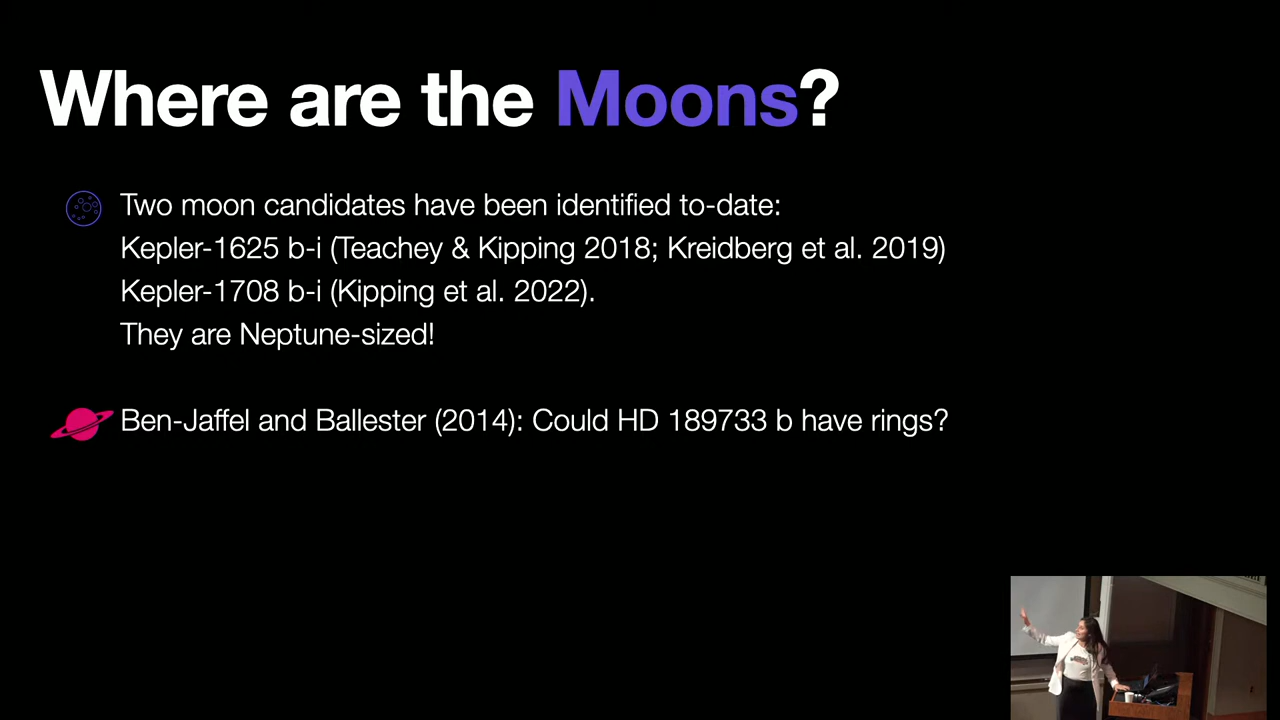 Where are the Moons?
Two moon candidates have been identified to-date:
Kepler-1625 b-i (Teachey & Kipping 2018; Kreidberg et al. 2019)
Kepler-1708 b-i (Kipping et al. 2022).
They are Neptune-sized!
Ben-Jaffel and Ballester (2014): Could HD 189733 b have rings?